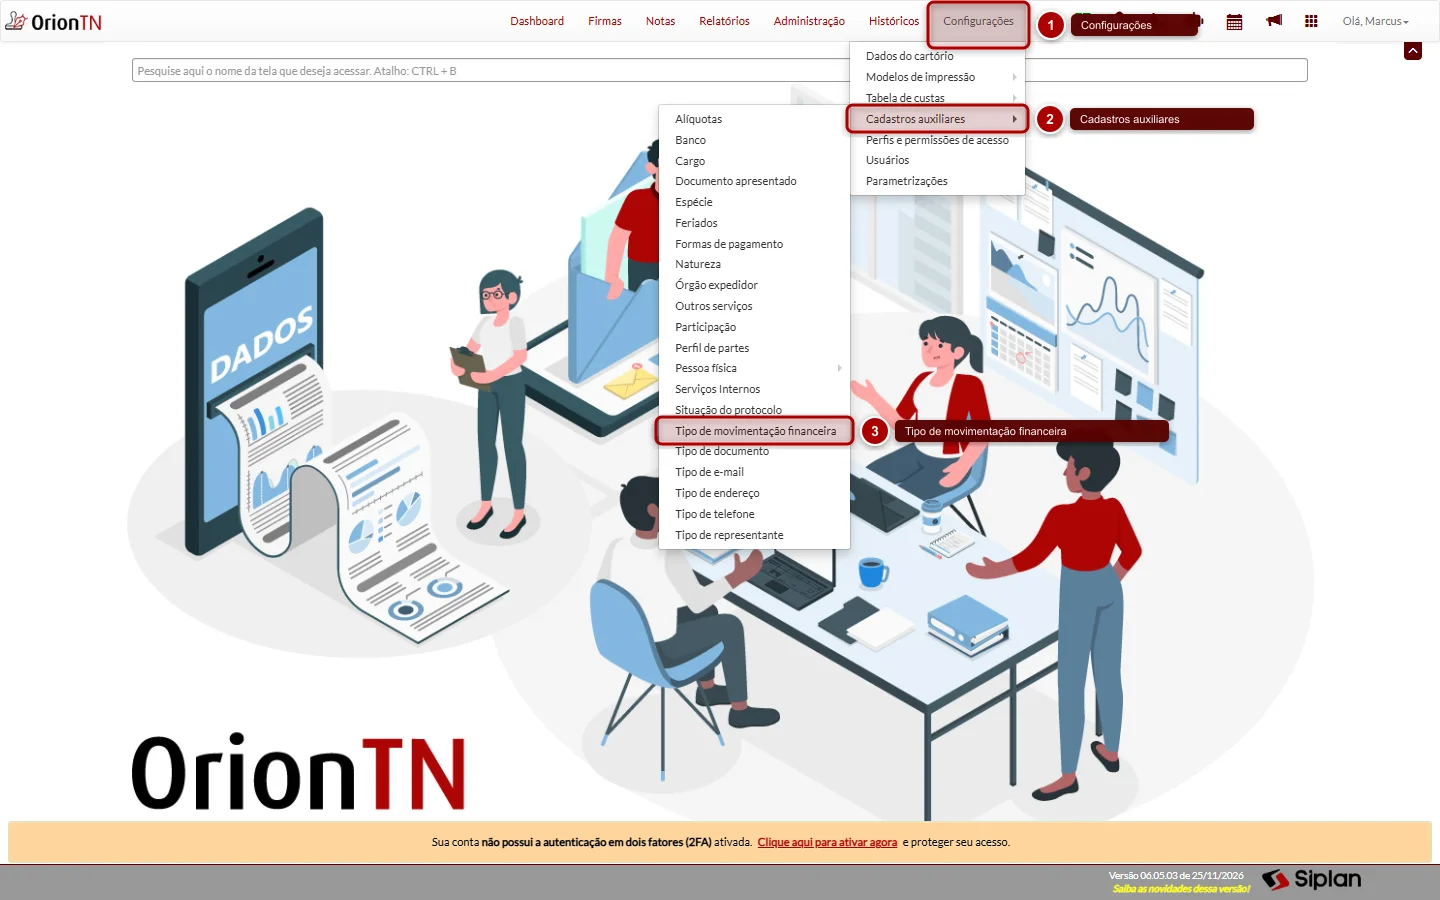 OrionTN
Dashboard
Firmas
Notas
Relatórios
Administração
Históricos
Configurações
1
Configurações
Olá, Marcus
Pesquise aqui o nome da tela que deseja acessar. Atalho: CTRL + B
Dados do cartório
Modelos de impressão
Tabela de custas
Cadastros auxiliares
2
Cadastros auxiliares
Perfis e permissões de acesso
Usuários
Parametrizações
Alíquotas
Banco
Cargo
Documento apresentado
Espécie
Feriados
Formas de pagamento
Natureza
Órgão expedidor
Outros serviços
Participação
Perfil de partes
Pessoa física
Serviços Internos
Situação do protocolo
Tipo de movimentação financeira
3
Tipo de movimentação financeira
Tipo de documento
Tipo de e-mail
Tipo de endereço
Tipo de telefone
Tipo de representante
DADOS
OrionTN
Sua conta não possui a autenticação em dois fatores (2FA) ativada. Clique aqui para ativar agora e proteger seu acesso.
Versão 06.05.03 de 25/11/2026
Saiba as novidades dessa versão!
Siplan